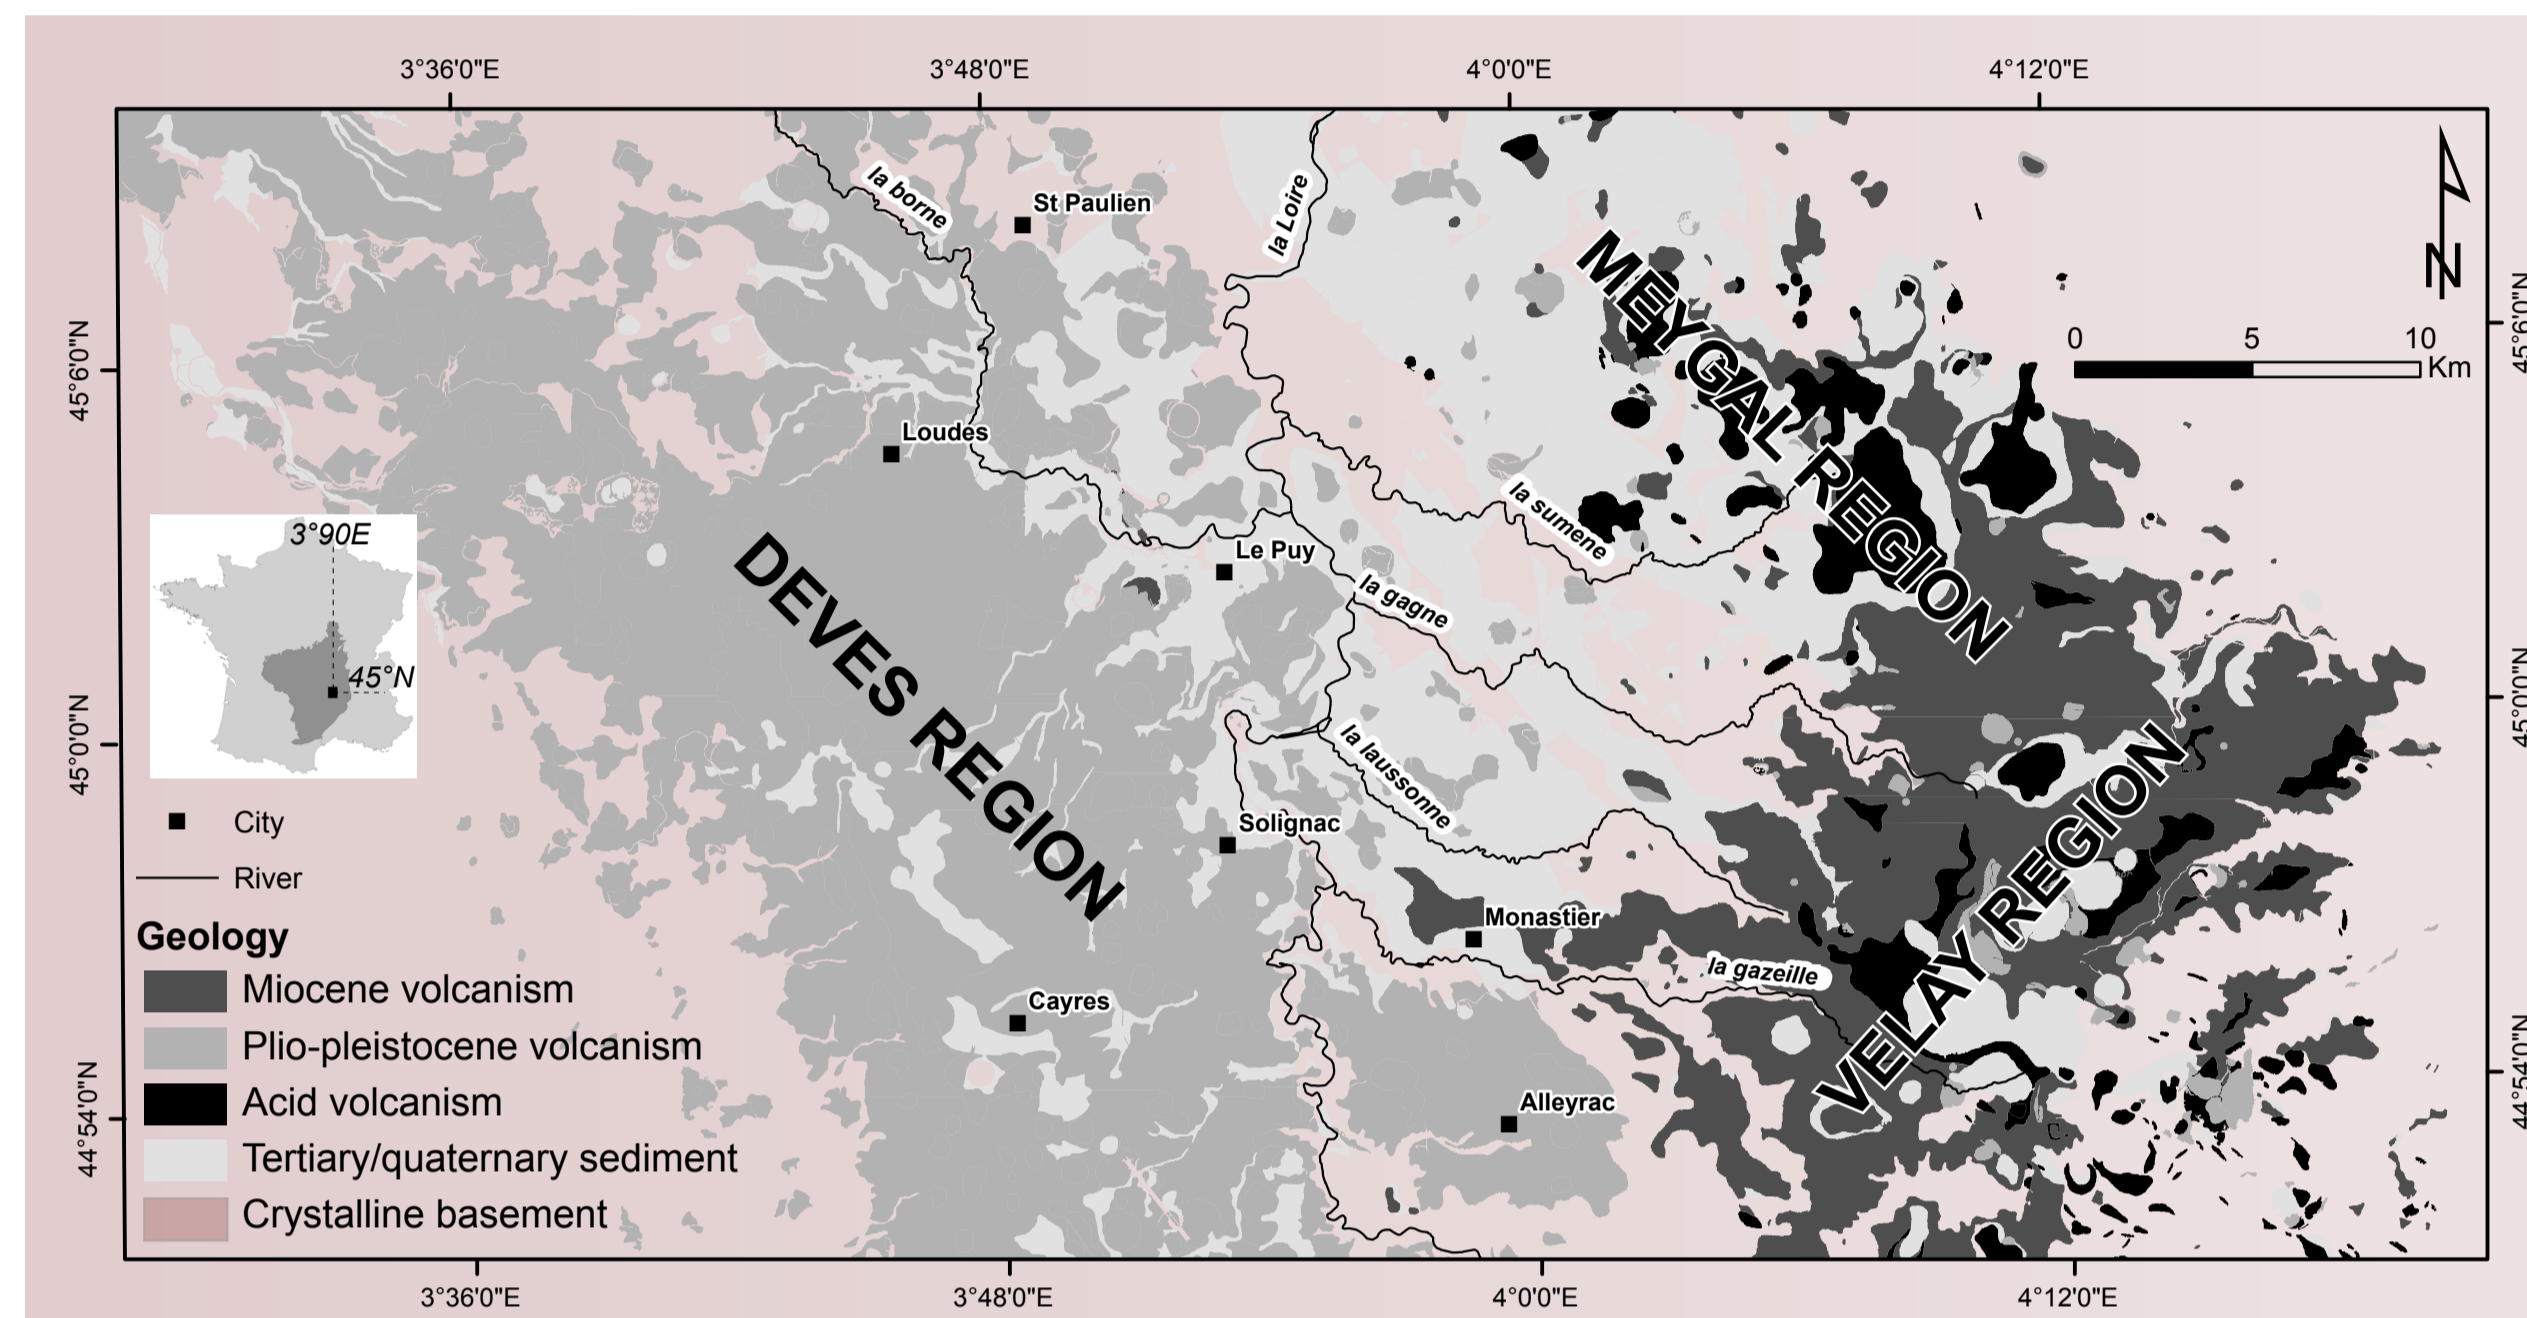 3°36'0"E
3°48'0"E
4°0'0"E
4°12'0"E
la borne
St Paulien
la Loire
MEYGAL REGION
N
45°6'0"N
45°6'0"N
0 5 10
Km
Loudes
la sumene
3°90E
45°N
Le Puy
la gagne
DEVES REGION
45°0'0"N
45°0'0"N
la laussonne
VELAY REGION
Solignac
Monastier
la gazeille
Cayres
Alleyrac
44°54'0"N
44°54'0"N
City
River
Geology
Miocene volcanism
Plio-pleistocene volcanism
Acid volcanism
Tertiary/quaternary sediment
Crystalline basement
3°36'0"E
3°48'0"E
4°0'0"E
4°12'0"E